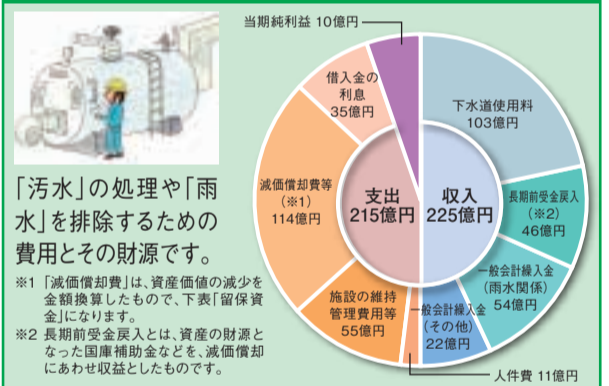 当期純利益 10億円
借入金の
利息
35億円
下水道使用料
103億円
減価償却費等
(※1)
114億円
支出
215億円
収入
225億円
長期前受金戻入
(※2)
46億円
一般会計繰入金
(雨水関係)
54億円
施設の維持
管理費用等
55億円
一般会計繰入金
(その他)
22億円
人件費 11億円
「汚水」の処理や「雨
水」を排除するための
費用とその財源です。
※1 「減価償却費」は、資産価値の減少を
金額換算したもので、下表「留保資
金」になります。
※2 長期前受金戻入とは、資産の財源と
なった国庫補助金などを、減価償却
にあわせ収益としたものです。